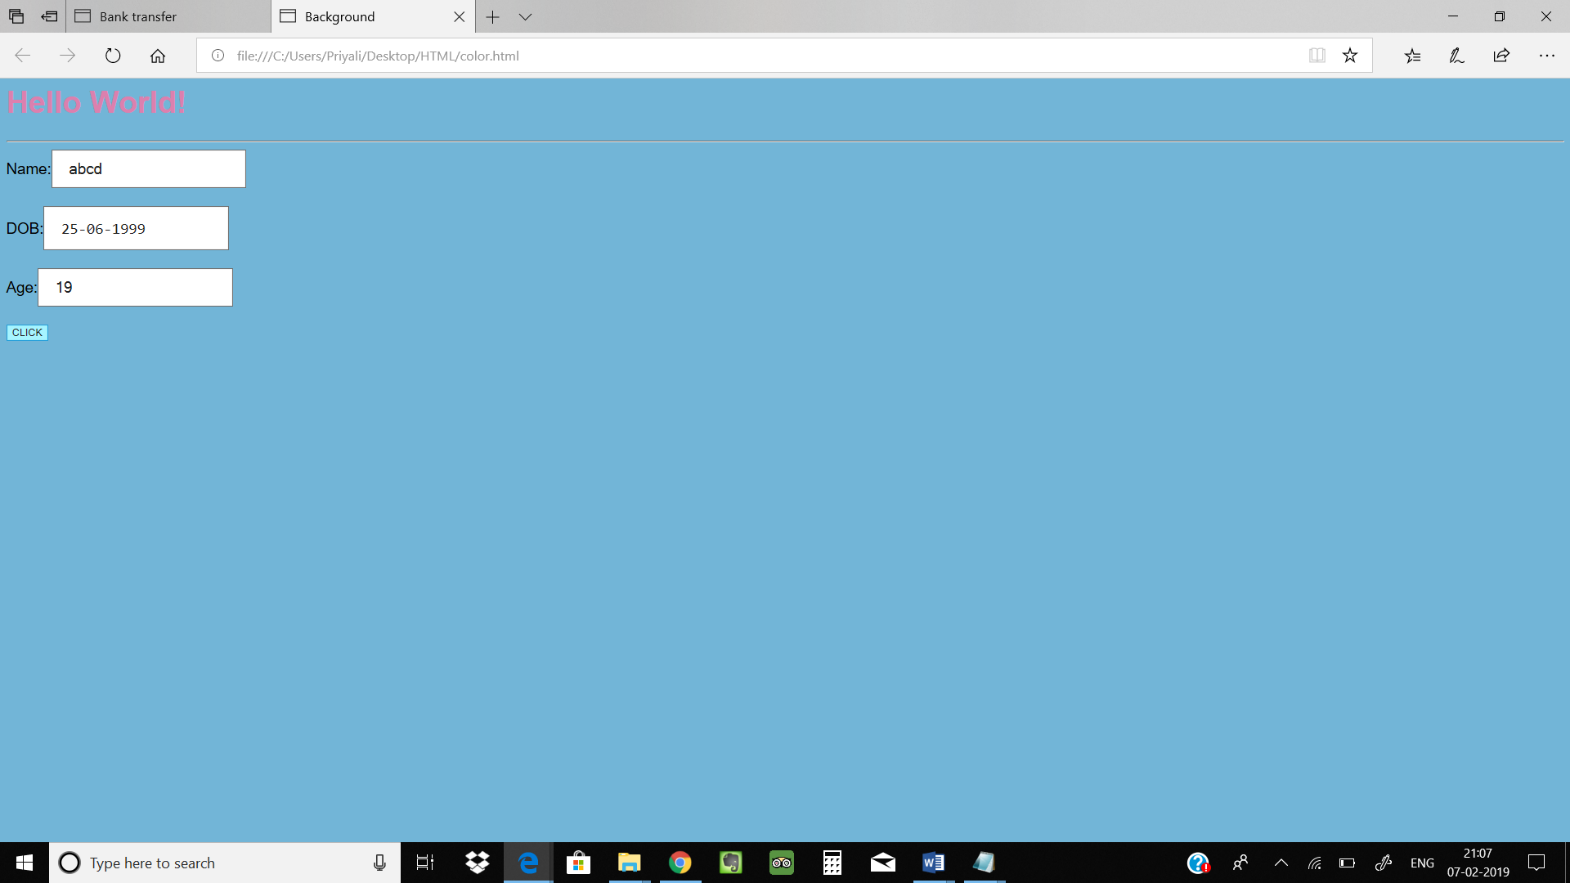 Bank transfer
Background
file:///C:/Users/Priyali/Desktop/HTML/color.html
Hello World!
Name: abcd
DOB: 25-06-1999
Age: 19
CLICK
Type here to search
ENG
21:07
07-02-2019